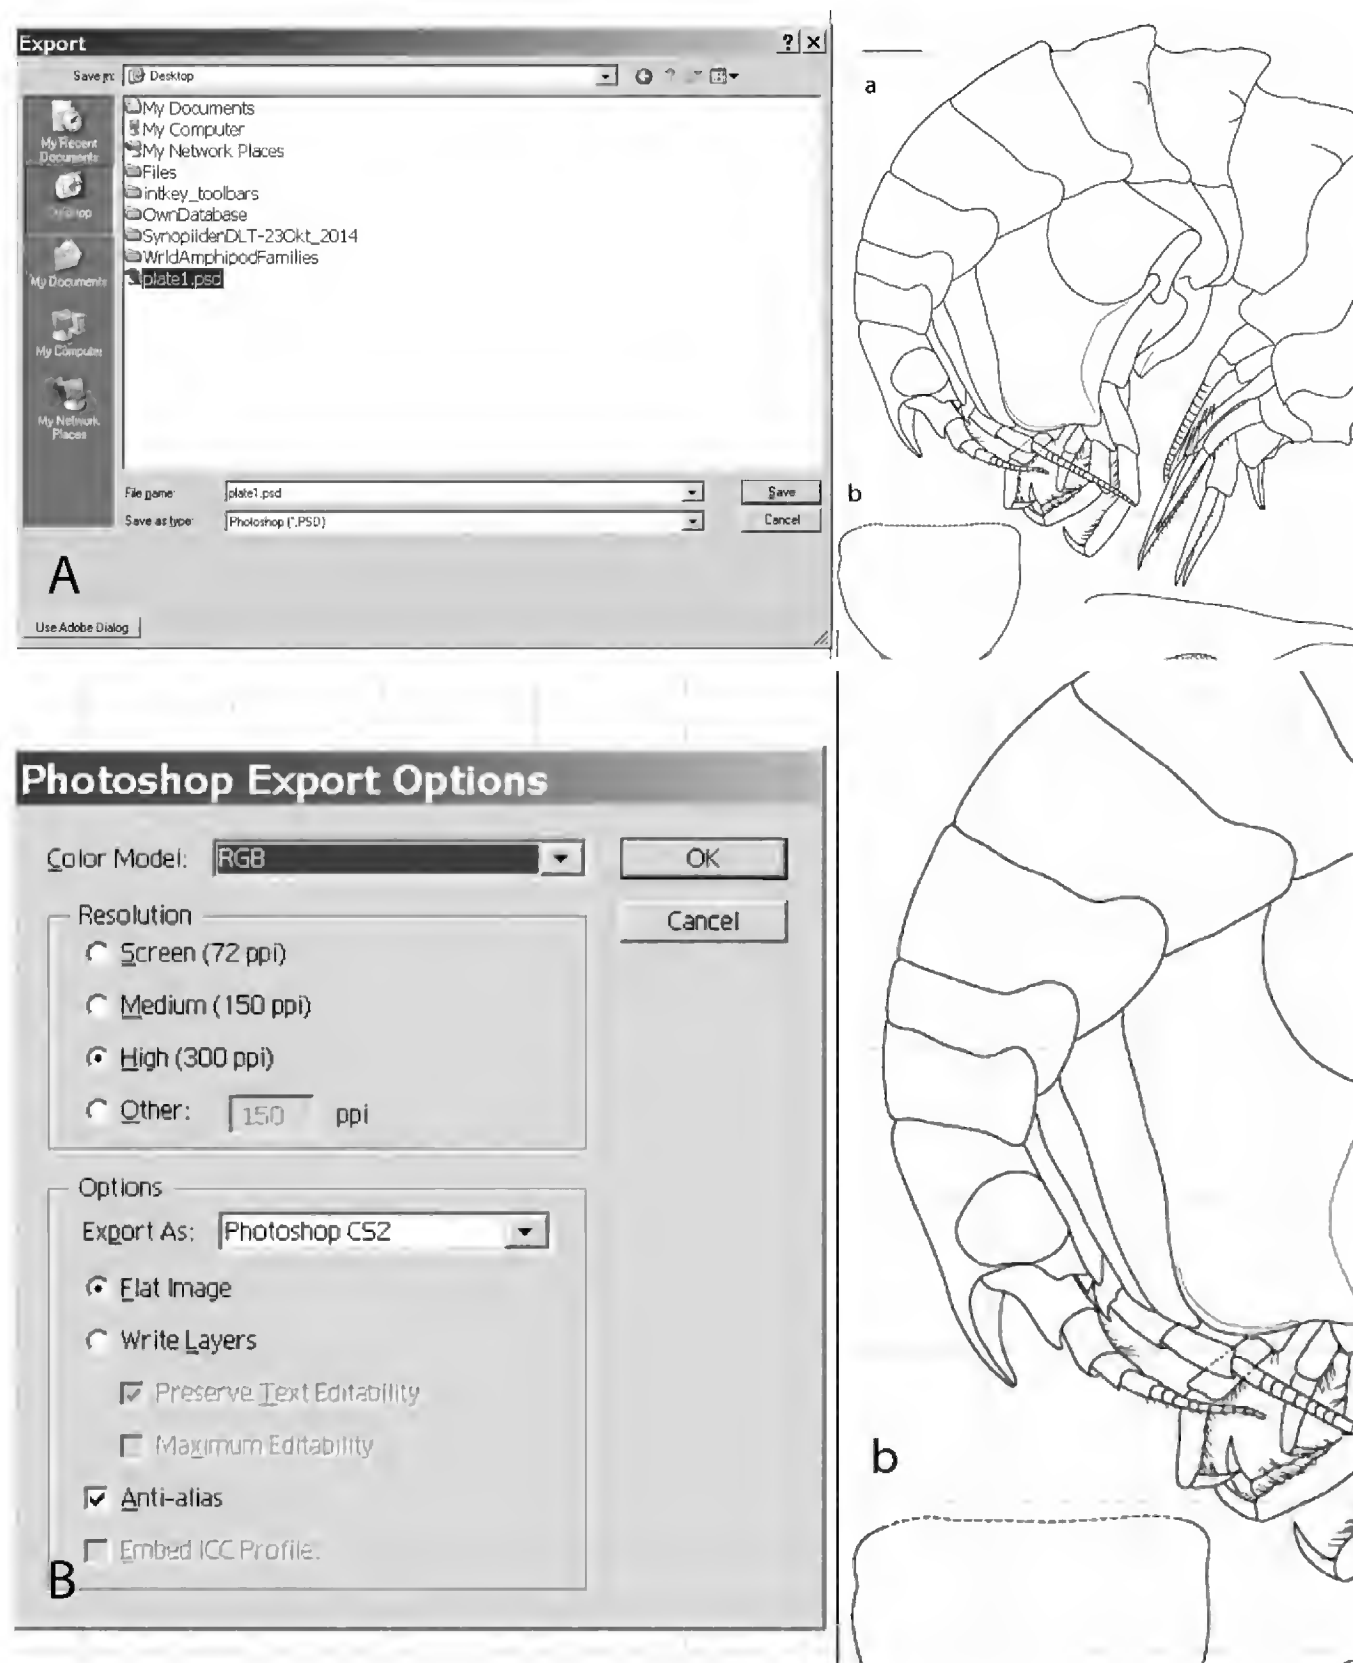 Export
Save in: Desktop
My Recent
Documents
Desktop
My Documents
My Computer
My Network
Places
My Documents
My Computer
My Network Places
Files
intkey_toolbars
OwnDatabase
SynopiidenDLT-23Okt_2014
WrldAmphipodFamilies
plate1.psd
File name: plate1.psd
Save
Save as type: Photoshop (*.PSD)
Cancel
A
Use Adobe Dialog
a
b
Photoshop Export Options
Color Model: RGB
OK
Cancel
Resolution
Screen (72 ppi)
Medium (150 ppi)
High (300 ppi)
Other: 150 ppi
Options
Export As: Photoshop CS2
Flat Image
Write Layers
Preserve Text Editability
Maximum Editability
Anti-alias
Embed ICC Profile:
B
b